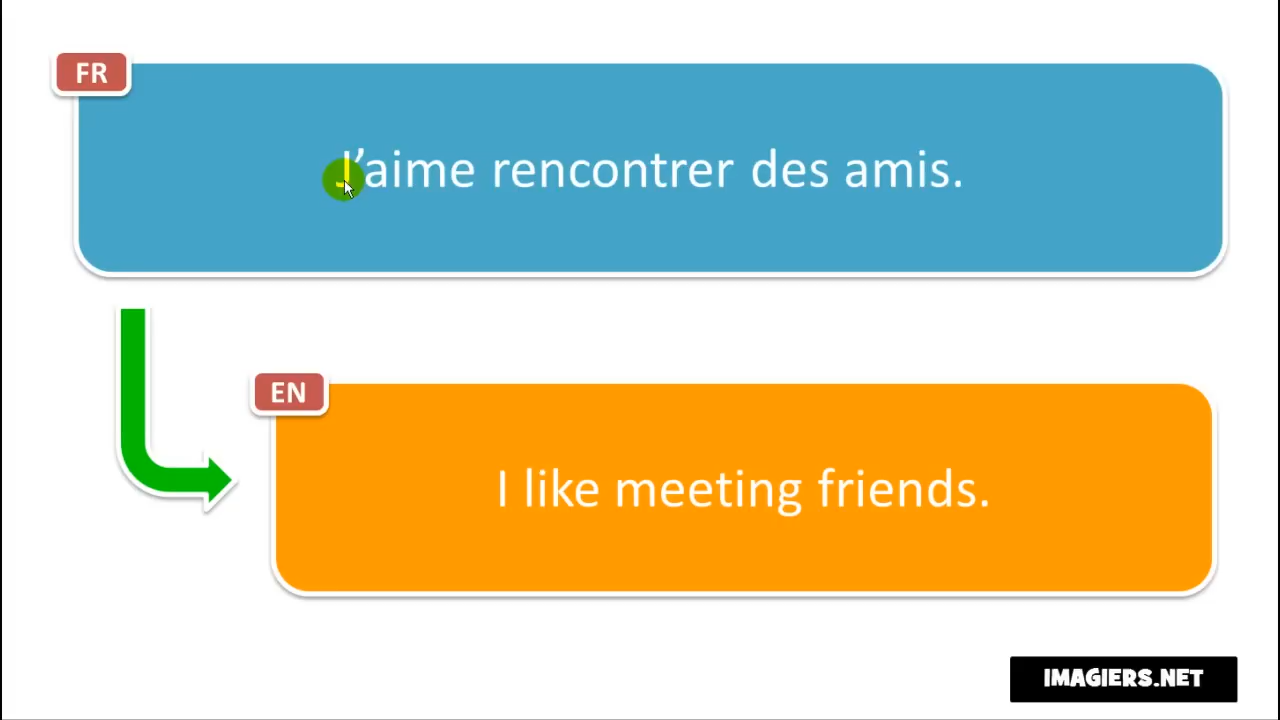 FR
J’aime rencontrer des amis.
EN
I like meeting friends.
IMAGIERS.NET